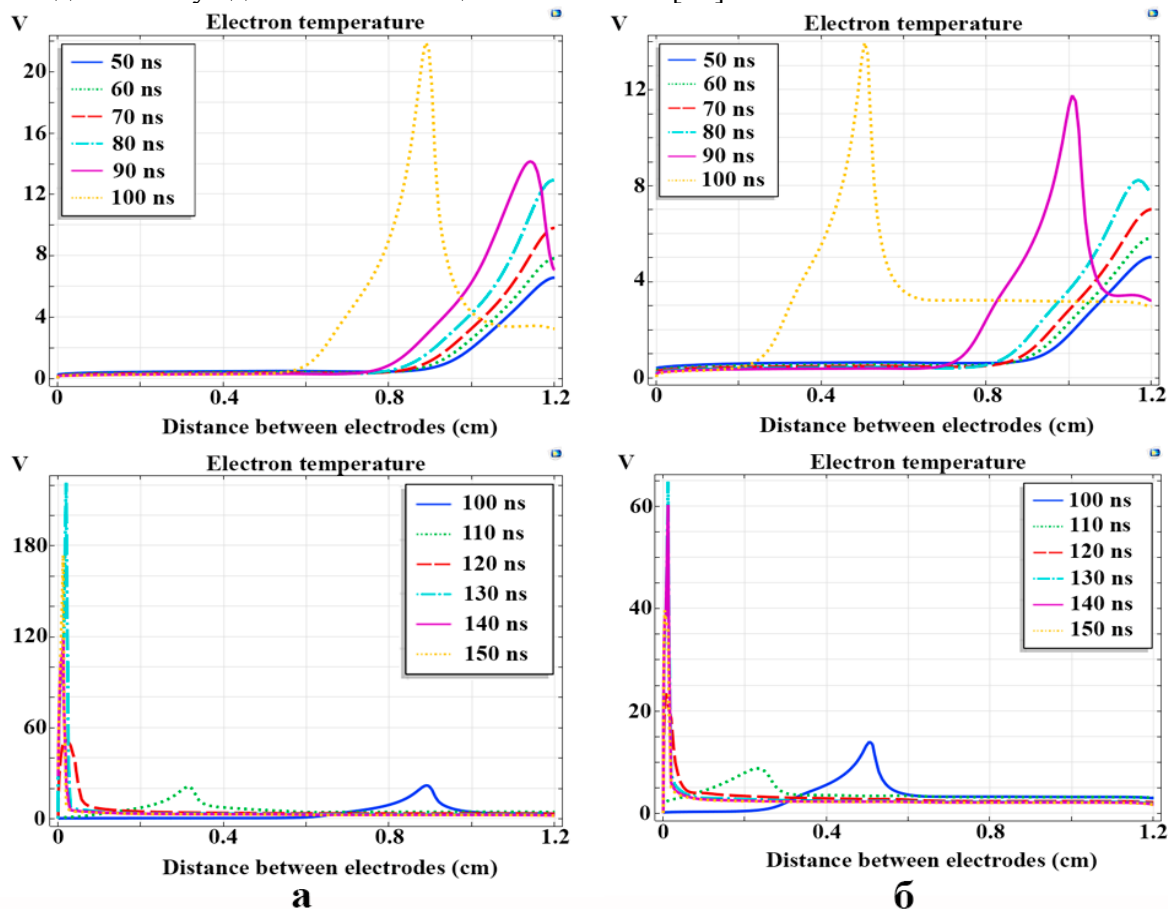 V Electron temperature
50 ns
60 ns
70 ns
80 ns
90 ns
100 ns
20
16
12
8
4
0
0 0.4 0.8 1.2
Distance between electrodes (cm)
V Electron temperature
50 ns
60 ns
70 ns
80 ns
90 ns
100 ns
12
8
4
0
0 0.4 0.8 1.2
Distance between electrodes (cm)
V Electron temperature
100 ns
110 ns
120 ns
130 ns
140 ns
150 ns
180
120
60
0
0 0.4 0.8 1.2
Distance between electrodes (cm)
а
V Electron temperature
100 ns
110 ns
120 ns
130 ns
140 ns
150 ns
60
40
20
0
0 0.4 0.8 1.2
Distance between electrodes (cm)
б